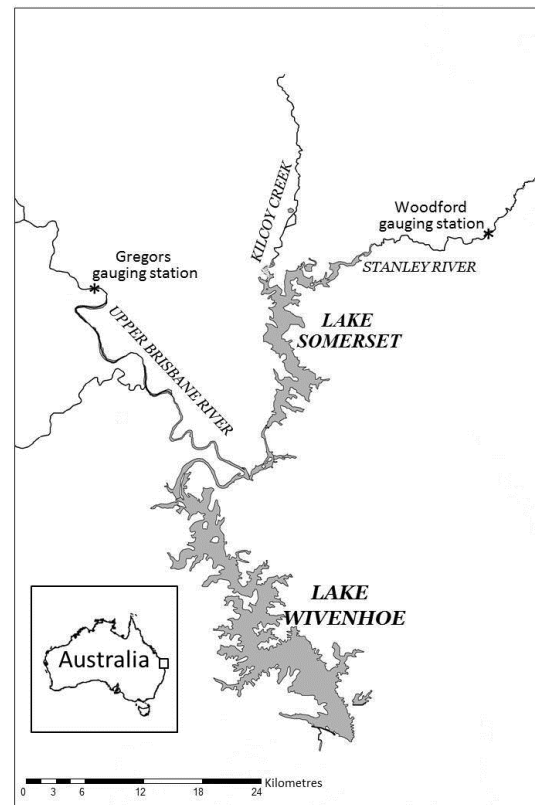 KILCOY CREEK
Woodford
gauging station
Gregors
gauging station
STANLEY RIVER
UPPER BRISBANE RIVER
LAKE
SOMERSET
LAKE
WIVENHOE
Australia
0 3 6 12 18 24 Kilometres